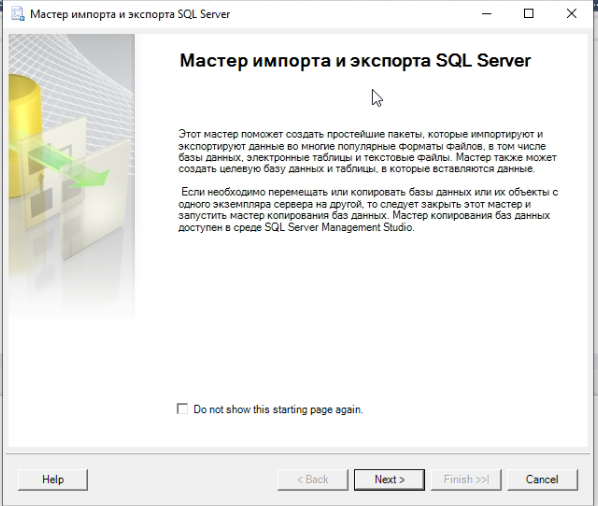 Мастер импорта и экспорта SQL Server
Мастер импорта и экспорта SQL Server
Этот мастер поможет создать простейшие пакеты, которые импортируют и
экспортируют данные во многие популярные форматы файлов, в том числе
базы данных, электронные таблицы и текстовые файлы. Мастер также может
создать целевую базу данных и таблицы, в которые вставляются данные.
Если необходимо перемещать или копировать базы данных или их объекты с
одного экземпляра сервера на другой, то следует закрыть этот мастер и
запустить мастер копирования баз данных. Мастер копирования баз данных
доступен в среде SQL Server Management Studio.
Do not show this starting page again.
Help
< Back
Next >
Finish >>|
Cancel